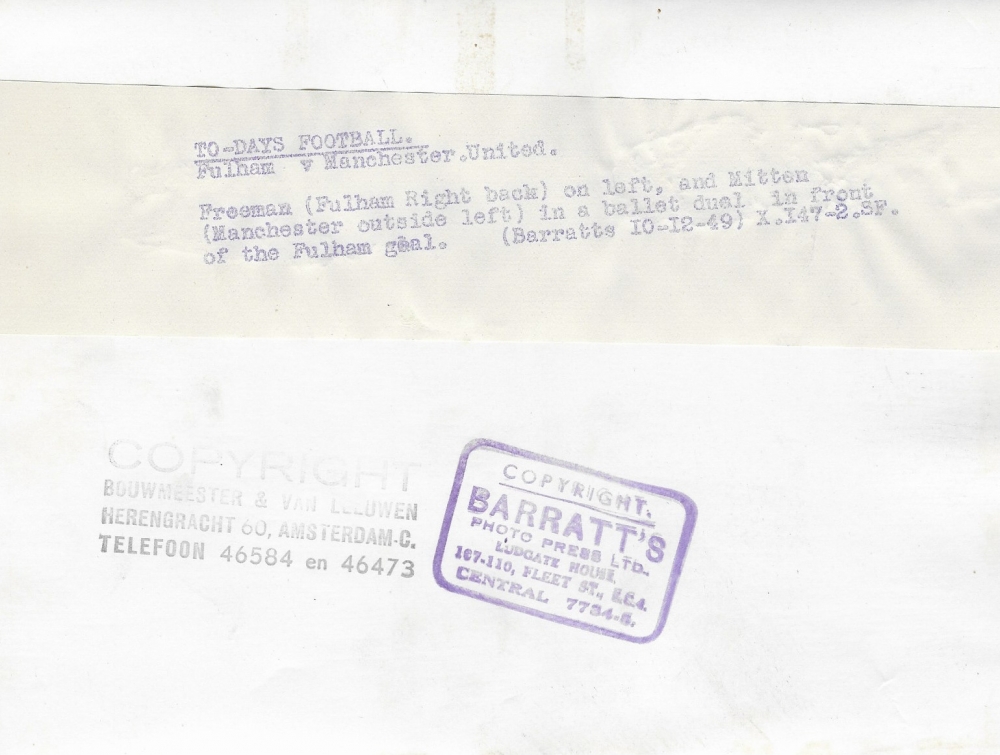 TO-DAYS FOOTBALL.
Fulham v Manchester.United.
Freeman (Fulham Right back) on left, and Mitten
(Manchester outside left) in a ballet duel in front
of the Fulham goal. (Barratts 10-12-49) X.147-2.SF.
COPYRIGHT
BOUWMEESTER & VAN LEEUWEN
HERENGRACHT 60, AMSTERDAM-C.
TELEFOON 46584 en 46473
COPYRIGHT.
BARRATT'S
PHOTO PRESS LTD.
LUDGATE HOUSE,
107-110, FLEET ST., E.C.4.
CENTRAL 7734-5.